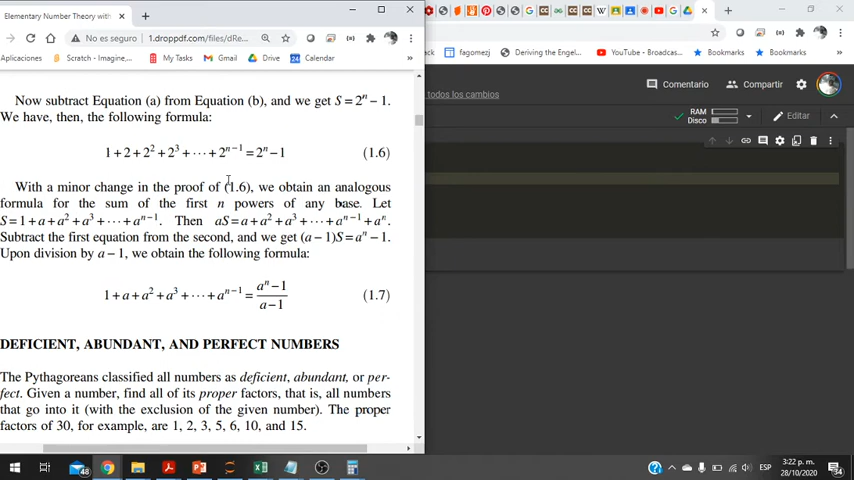 Elementary Number Theory with
No es seguro
1.droppdf.com/files/dRe
Aplicaciones
Scratch - Imagine,...
My Tasks
Gmail
Drive
Calendar
fagomezj
Deriving the Engel...
YouTube - Broadcas...
Bookmarks
Bookmarks
todos los cambios
Comentario
Compartir
RAM
Disco
Editar
Now subtract Equation (a) from Equation (b), and we get S = 2ⁿ − 1.
We have, then, the following formula:
1 + 2 + 2² + 2³ + ⋯ + 2ⁿ⁻¹ = 2ⁿ − 1 (1.6)
With a minor change in the proof of (1.6), we obtain an analogous
formula for the sum of the first n powers of any base. Let
S = 1 + a + a² + a³ + ⋯ + aⁿ⁻¹. Then aS = a + a² + a³ + ⋯ + aⁿ⁻¹ + aⁿ.
Subtract the first equation from the second, and we get (a − 1)S = aⁿ − 1.
Upon division by a − 1, we obtain the following formula:
1 + a + a² + a³ + ⋯ + aⁿ⁻¹ = (aⁿ − 1)/(a − 1) (1.7)
DEFICIENT, ABUNDANT, AND PERFECT NUMBERS
The Pythagoreans classified all numbers as deficient, abundant, or per-
fect. Given a number, find all of its proper factors, that is, all numbers
that go into it (with the exclusion of the given number). The proper
factors of 30, for example, are 1, 2, 3, 5, 6, 10, and 15.
48
ESP
3:22 p. m.
28/10/2020
34